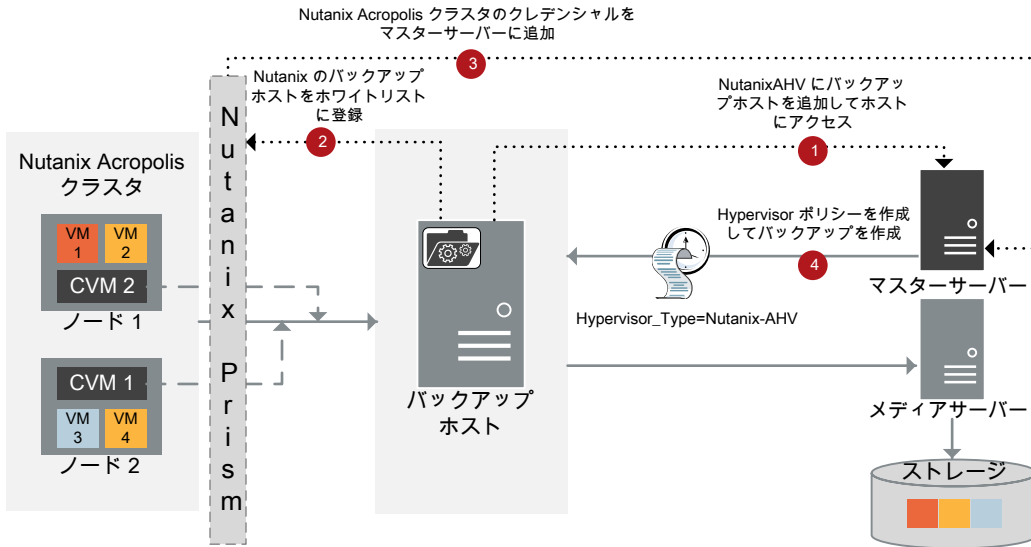 Nutanix Acropolis クラスタのクレデンシャルを
マスターサーバーに追加
3
Nutanix のバックアップ
ホストをホワイトリスト
に登録
2
NutanixAHV にバックアッ
プホストを追加してホスト
にアクセス
1
Nutanix Prism
Nutanix Acropolis
クラスタ
VM
1
VM
2
CVM 2
ノード 1
CVM 1
VM
3
VM
4
ノード 2
バックアップ
ホスト
Hypervisor ポリシーを作成
してバックアップを作成
4
Hypervisor_Type=Nutanix-AHV
マスターサーバー
メディアサーバー
ストレージ